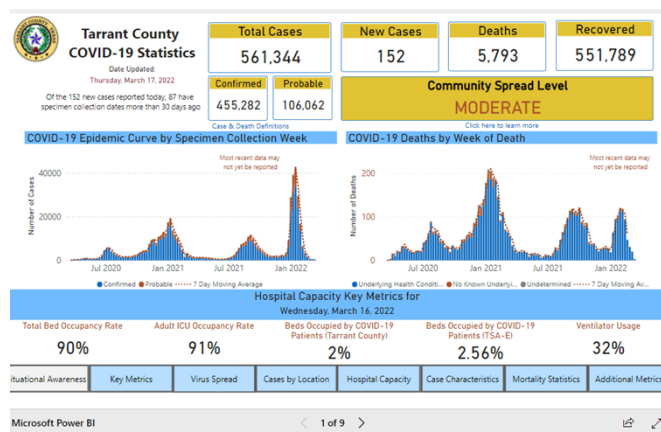 Tarrant County
COVID-19 Statistics
Date Updated:
Thursday, March 17, 2022
Of the 152 new cases reported today, 87 have
specimen collection dates more than 30 days ago
Total Cases
561,344
New Cases
152
Deaths
5,793
Recovered
551,789
Confirmed
455,282
Probable
106,062
Case & Death Definitions
Community Spread Level
MODERATE
Click here to learn more
COVID-19 Epidemic Curve by Specimen Collection Week
Most recent data may
not yet be reported
Number of Cases
40000
20000
0
Jul 2020
Jan 2021
Jul 2021
Jan 2022
Confirmed
Probable
7 Day Moving Average
COVID-19 Deaths by Week of Death
Most recent data may
not yet be reported
Number of Deaths
200
100
0
Jul 2020
Jan 2021
Jul 2021
Jan 2022
Underlying Health Conditi...
No Known Underlyi...
Undetermined
7 Day Moving Av...
Hospital Capacity Key Metrics for
Wednesday, March 16, 2022
Total Bed Occupancy Rate
90%
Adult ICU Occupancy Rate
91%
Beds Occupied by COVID-19
Patients (Tarrant County)
2%
Beds Occupied by COVID-19
Patients (TSA-E)
2.56%
Ventilator Usage
32%
ituational Awareness
Key Metrics
Virus Spread
Cases by Location
Hospital Capacity
Case Characteristics
Mortality Statistics
Additional Metrics
Microsoft Power BI
1 of 9